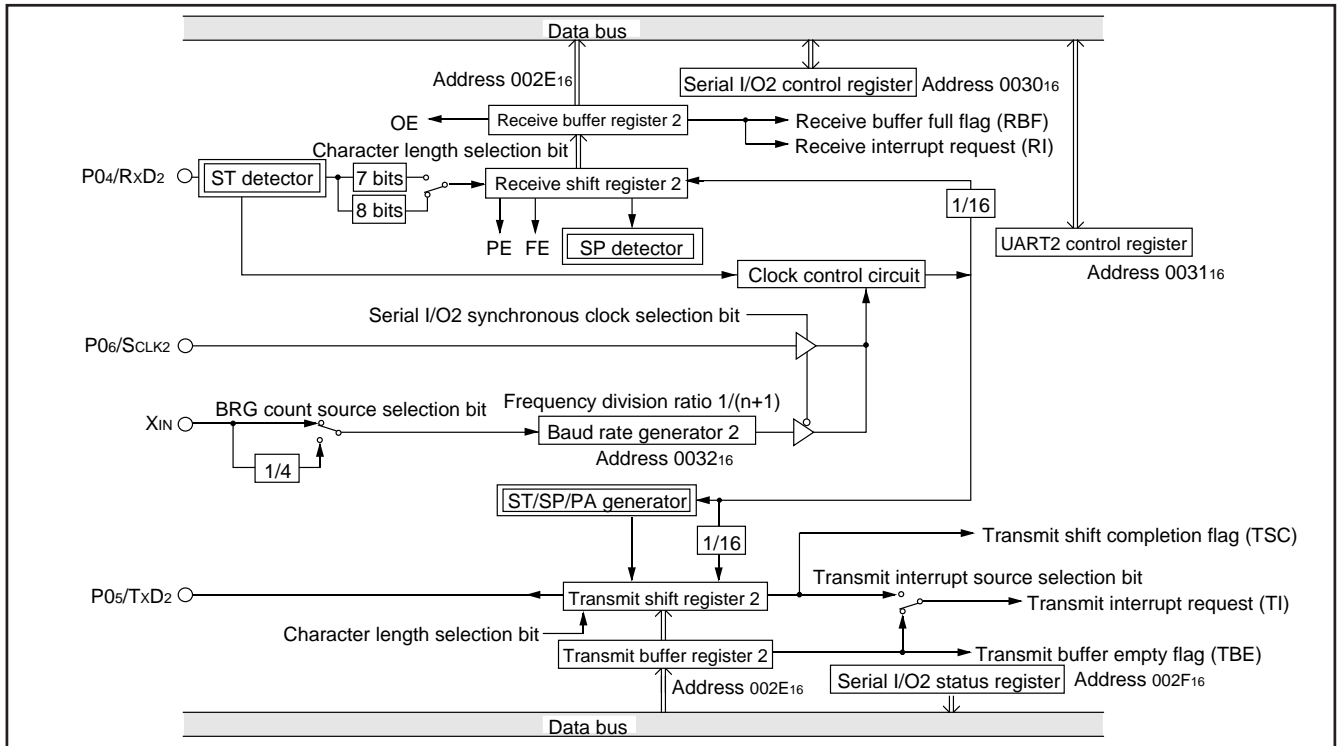 Data bus
Address 002E16
Serial I/O2 control register Address 003016
OE
Receive buffer register 2
Receive buffer full flag (RBF)
Receive interrupt request (RI)
Character length selection bit
P04/RXD2
ST detector
7 bits
8 bits
Receive shift register 2
1/16
PE FE
SP detector
UART2 control register
Address 003116
Clock control circuit
Serial I/O2 synchronous clock selection bit
P06/SCLK2
XIN
BRG count source selection bit
Frequency division ratio 1/(n+1)
Baud rate generator 2
Address 003216
1/4
ST/SP/PA generator
1/16
Transmit shift completion flag (TSC)
Transmit interrupt source selection bit
P05/TXD2
Transmit shift register 2
Transmit interrupt request (TI)
Character length selection bit
Transmit buffer register 2
Transmit buffer empty flag (TBE)
Address 002E16
Serial I/O2 status register Address 002F16
Data bus